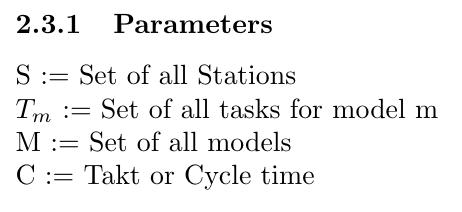 2.3.1 Parameters
S := Set of all Stations
Tₘ := Set of all tasks for model m
M := Set of all models
C := Takt or Cycle time